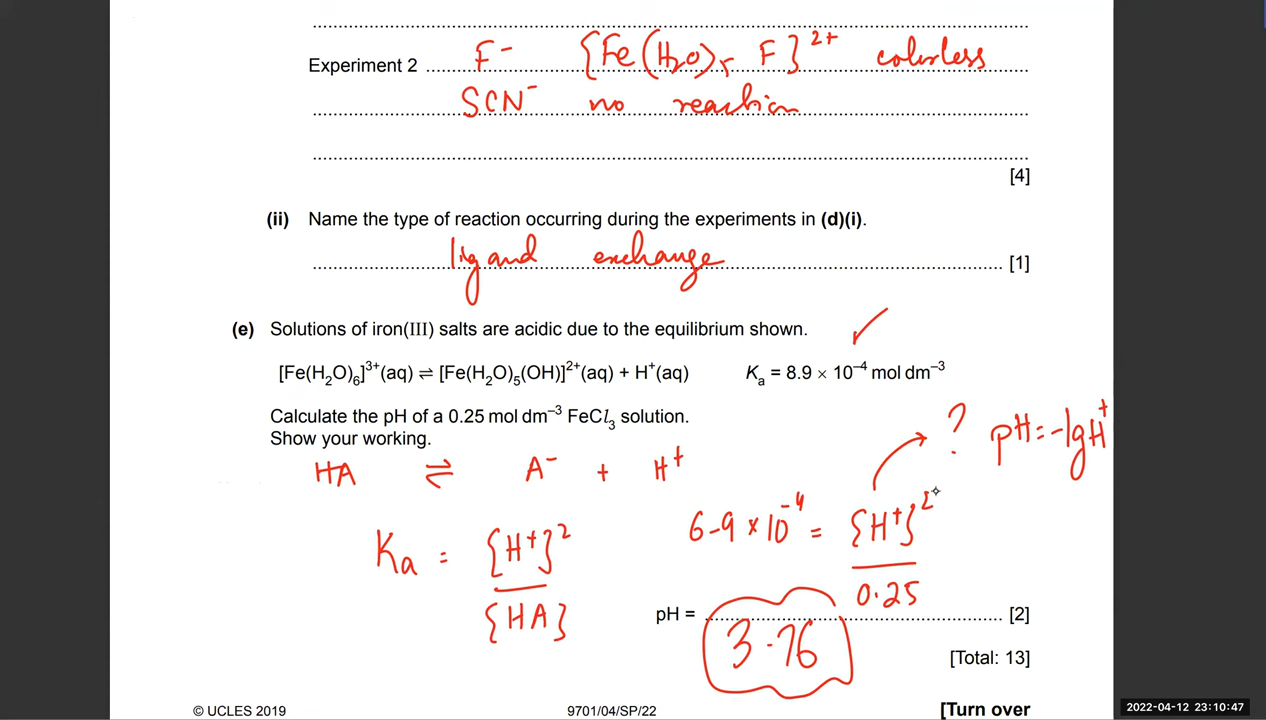 Experiment 2 F⁻ {Fe(H₂O)₅ F}²⁺ colorless
SCN⁻ no reaction
[4]
(ii) Name the type of reaction occurring during the experiments in (d)(i).
ligand exchange [1]
(e) Solutions of iron(III) salts are acidic due to the equilibrium shown. ✓
[Fe(H₂O)₆]³⁺(aq) ⇌ [Fe(H₂O)₅(OH)]²⁺(aq) + H⁺(aq) Kₐ = 8.9 × 10⁻⁴ mol dm⁻³
Calculate the pH of a 0.25 mol dm⁻³ FeCl₃ solution.
Show your working.
? pH = -lg H⁺
HA ⇌ A⁻ + H⁺
Ka = {H⁺}² / {HA}
6-9 × 10⁻⁴ = {H⁺}² / 0.25
pH = 3.76 [2]
[Total: 13]
© UCLES 2019 9701/04/SP/22 [Turn over
2022-04-12 23:10:47